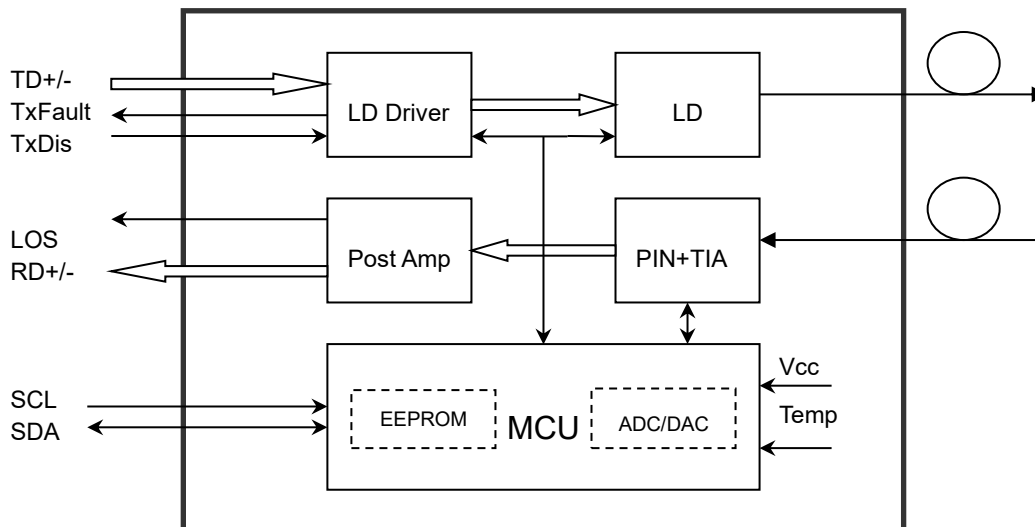 TD+/-
TxFault
TxDis
LD Driver
LD
LOS
RD+/-
Post Amp
PIN+TIA
SCL
SDA
EEPROM
MCU
ADC/DAC
Vcc
Temp